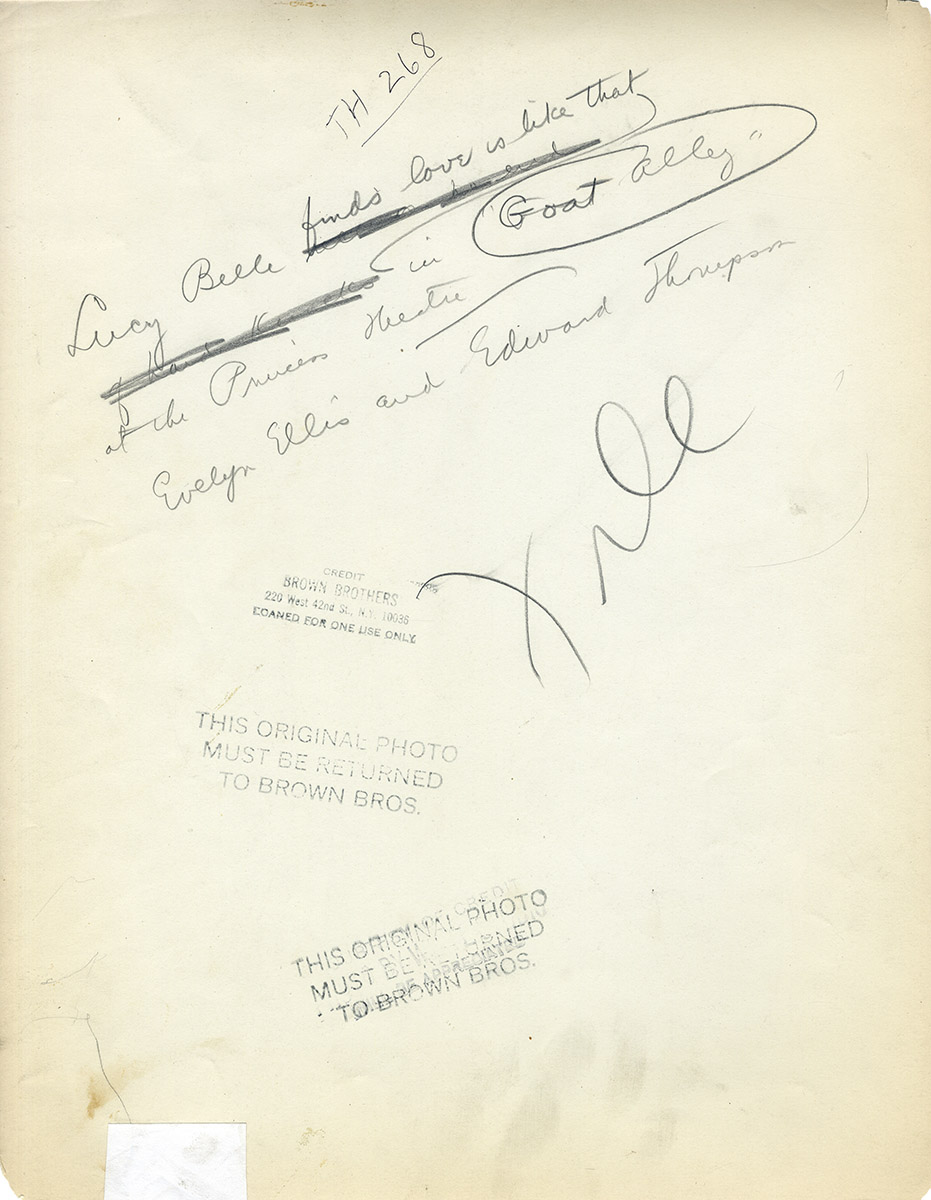 TH 268
finds love is like that
Lucy Belle
in "Goat Alley"
at the Princess Theatre
Evelyn Ellis and Edward Thompson
CREDIT
BROWN BROTHERS
220 West 42nd St., N.Y. 10036
LOANED FOR ONE USE ONLY
THIS ORIGINAL PHOTO
MUST BE RETURNED
TO BROWN BROS.
THIS ORIGINAL PHOTO
MUST BE RETURNED
TO BROWN BROS.